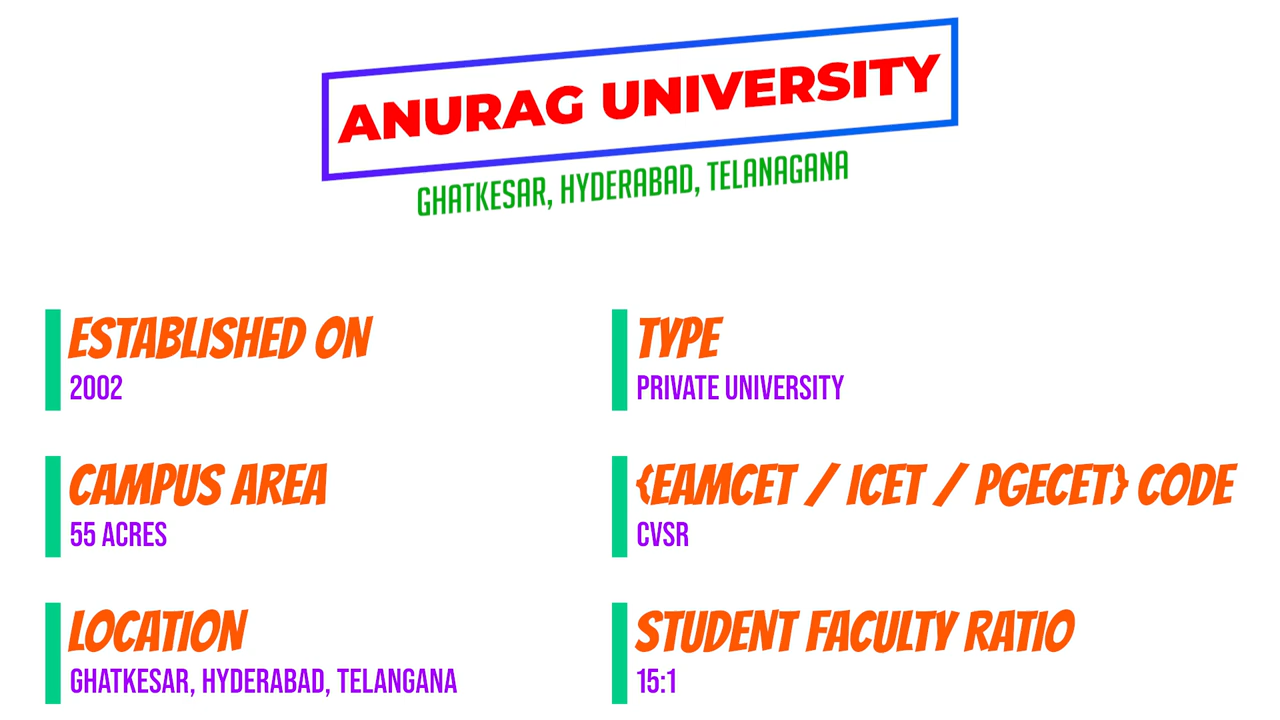 ANURAG UNIVERSITY
GHATKESAR, HYDERABAD, TELANAGANA
ESTABLISHED ON
2002
TYPE
PRIVATE UNIVERSITY
CAMPUS AREA
55 ACRES
{EAMCET / ICET / PGECET} CODE
CVSR
LOCATION
GHATKESAR, HYDERABAD, TELANGANA
STUDENT FACULTY RATIO
15:1